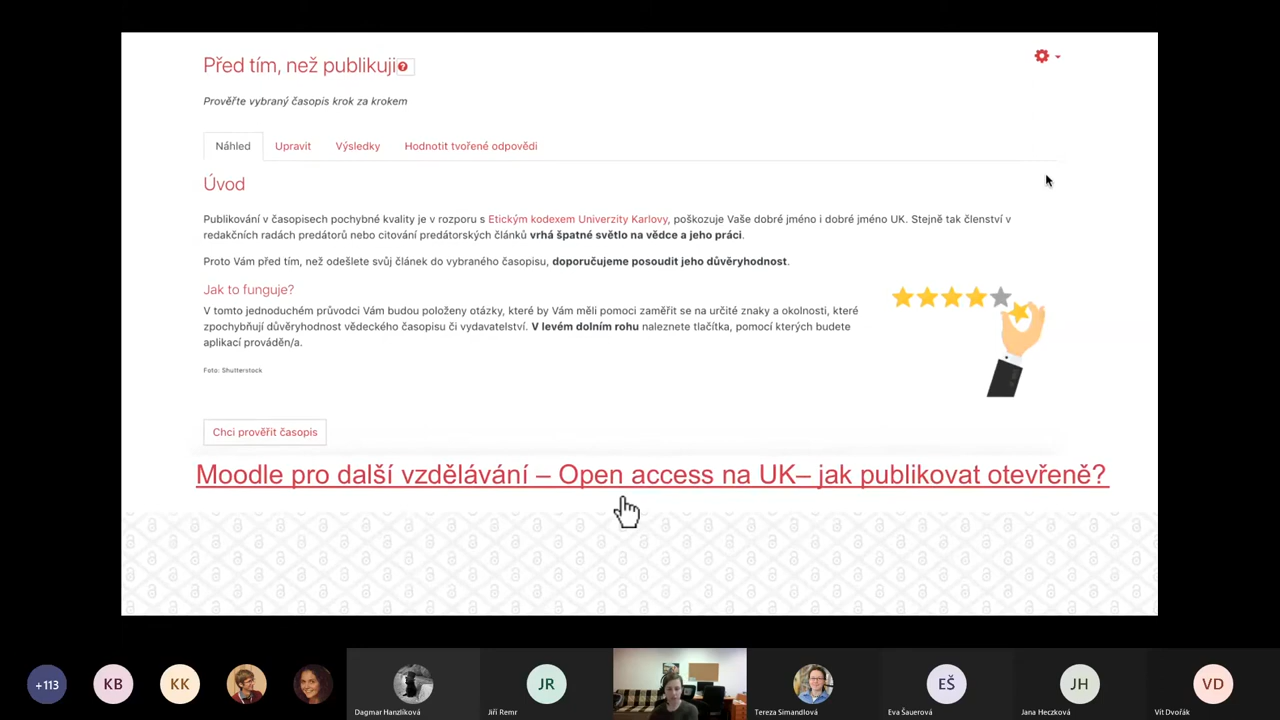 Před tím, než publikuji
Prověřte vybraný časopis krok za krokem
Náhled Upravit Výsledky Hodnotit tvořené odpovědi
Úvod
Publikování v časopisech pochybné kvality je v rozporu s Etickým kodexem Univerzity Karlovy, poškozuje Vaše dobré jméno i dobré jméno UK. Stejně tak členství v
redakčních radách predátorů nebo citování predátorských článků vrhá špatné světlo na vědce a jeho práci.
Proto Vám před tím, než odešlete svůj článek do vybraného časopisu, doporučujeme posoudit jeho důvěryhodnost.
Jak to funguje?
V tomto jednoduchém průvodci Vám budou položeny otázky, které by Vám měli pomoci zaměřit se na určité znaky a okolnosti, které
zpochybňují důvěryhodnost vědeckého časopisu či vydavatelství. V levém dolním rohu naleznete tlačítka, pomocí kterých budete
aplikací prováděn/a.
Foto: Shutterstock
Chci prověřit časopis
Moodle pro další vzdělávání – Open access na UK– jak publikovat otevřeně?
+113 KB KK JR EŠ JH VD
Dagmar Hanzlíková Jiří Remr Tereza Simandlová Eva Šauerová Jana Heczková Vít Dvořák